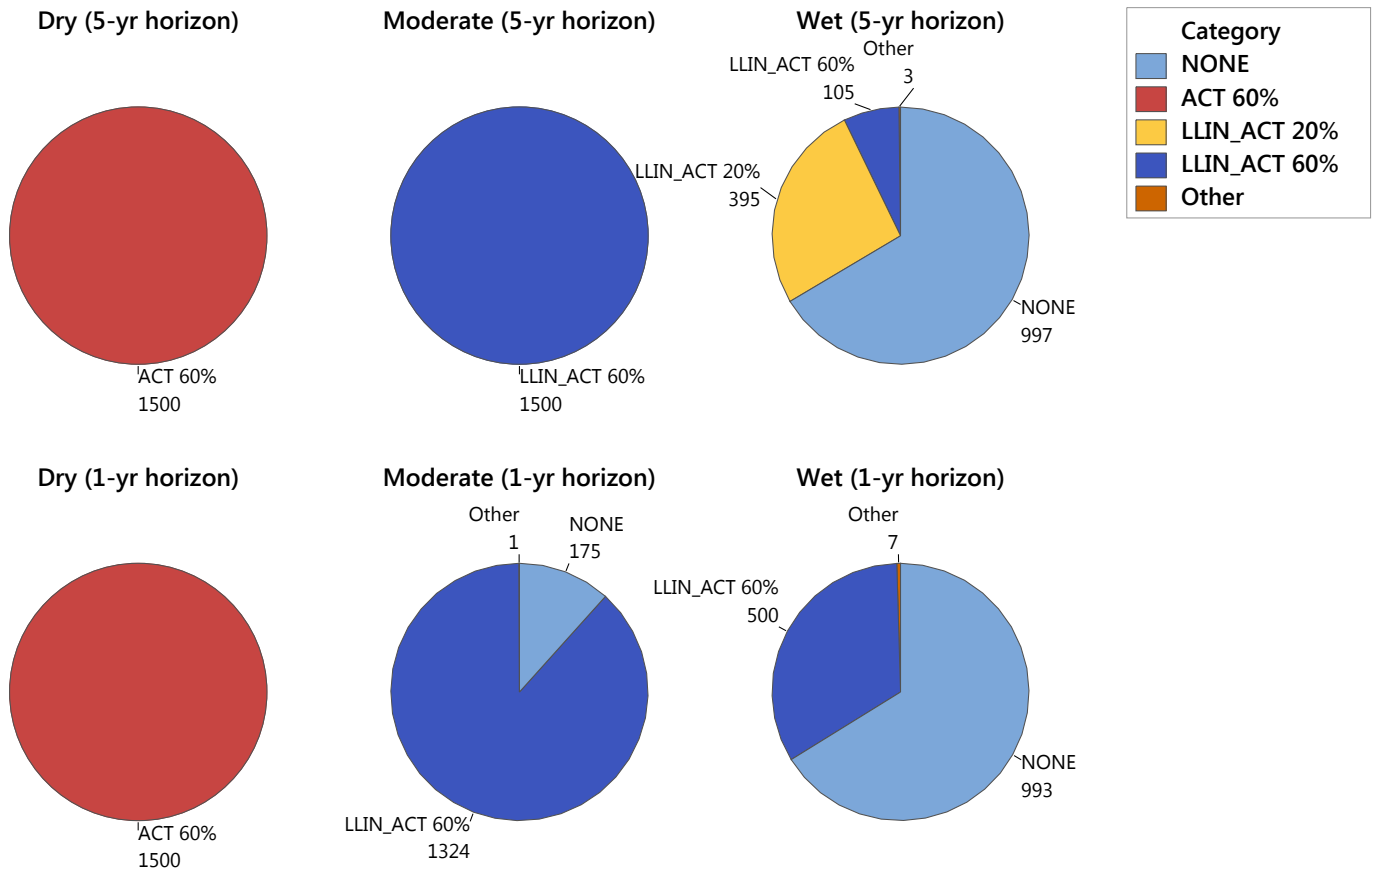 Dry (5-yr horizon)
ACT 60%
1500
Moderate (5-yr horizon)
LLIN_ACT 60%
1500
Wet (5-yr horizon)
Other
3
LLIN_ACT 60%
105
LLIN_ACT 20%
395
NONE
997
Category
NONE
ACT 60%
LLIN_ACT 20%
LLIN_ACT 60%
Other
Dry (1-yr horizon)
ACT 60%
1500
Moderate (1-yr horizon)
Other
1
NONE
175
LLIN_ACT 60%
1324
Wet (1-yr horizon)
Other
7
LLIN_ACT 60%
500
NONE
993